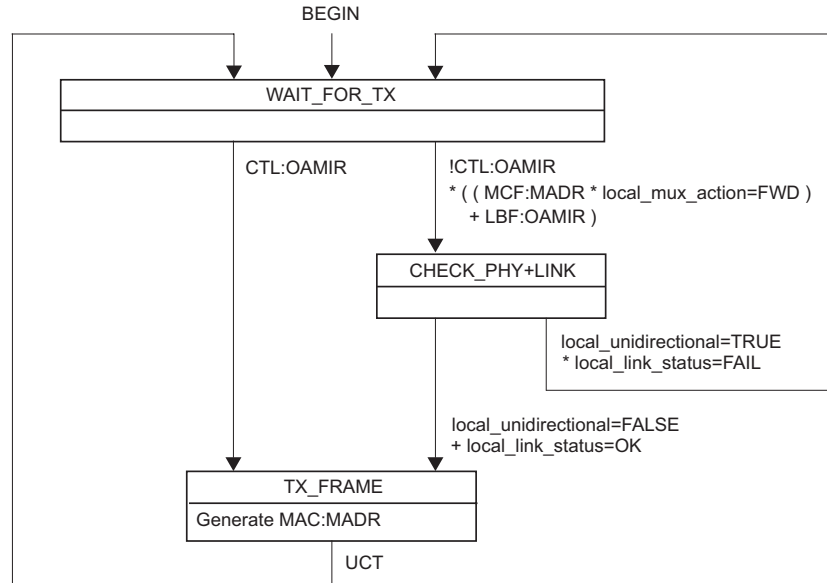 BEGIN
WAIT_FOR_TX
CTL:OAMIR
!CTL:OAMIR
* ( ( MCF:MADR * local_mux_action=FWD )
+ LBF:OAMIR )
CHECK_PHY+LINK
local_unidirectional=TRUE
* local_link_status=FAIL
local_unidirectional=FALSE
+ local_link_status=OK
TX_FRAME
Generate MAC:MADR
UCT